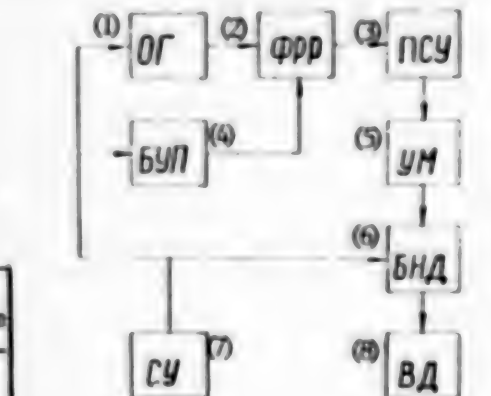 (1) ОГ (2) ФРР (3) ПСУ
БУП (4) (5) УМ
(6) БНД
СУ (7) (8) ВД